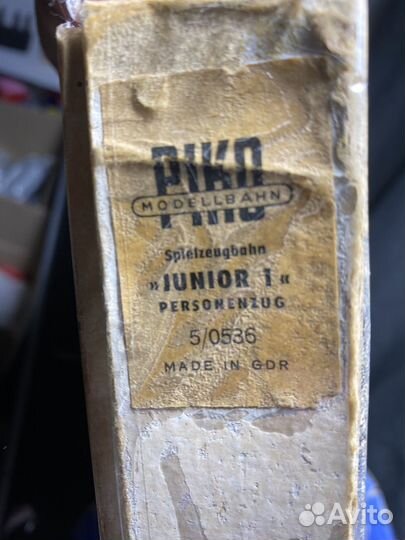 PIKO
MODELLBAHN
Spielzeugbahn
»JUNIOR 1«
PERSONENZUG
5/0536
MADE IN GDR
Avito